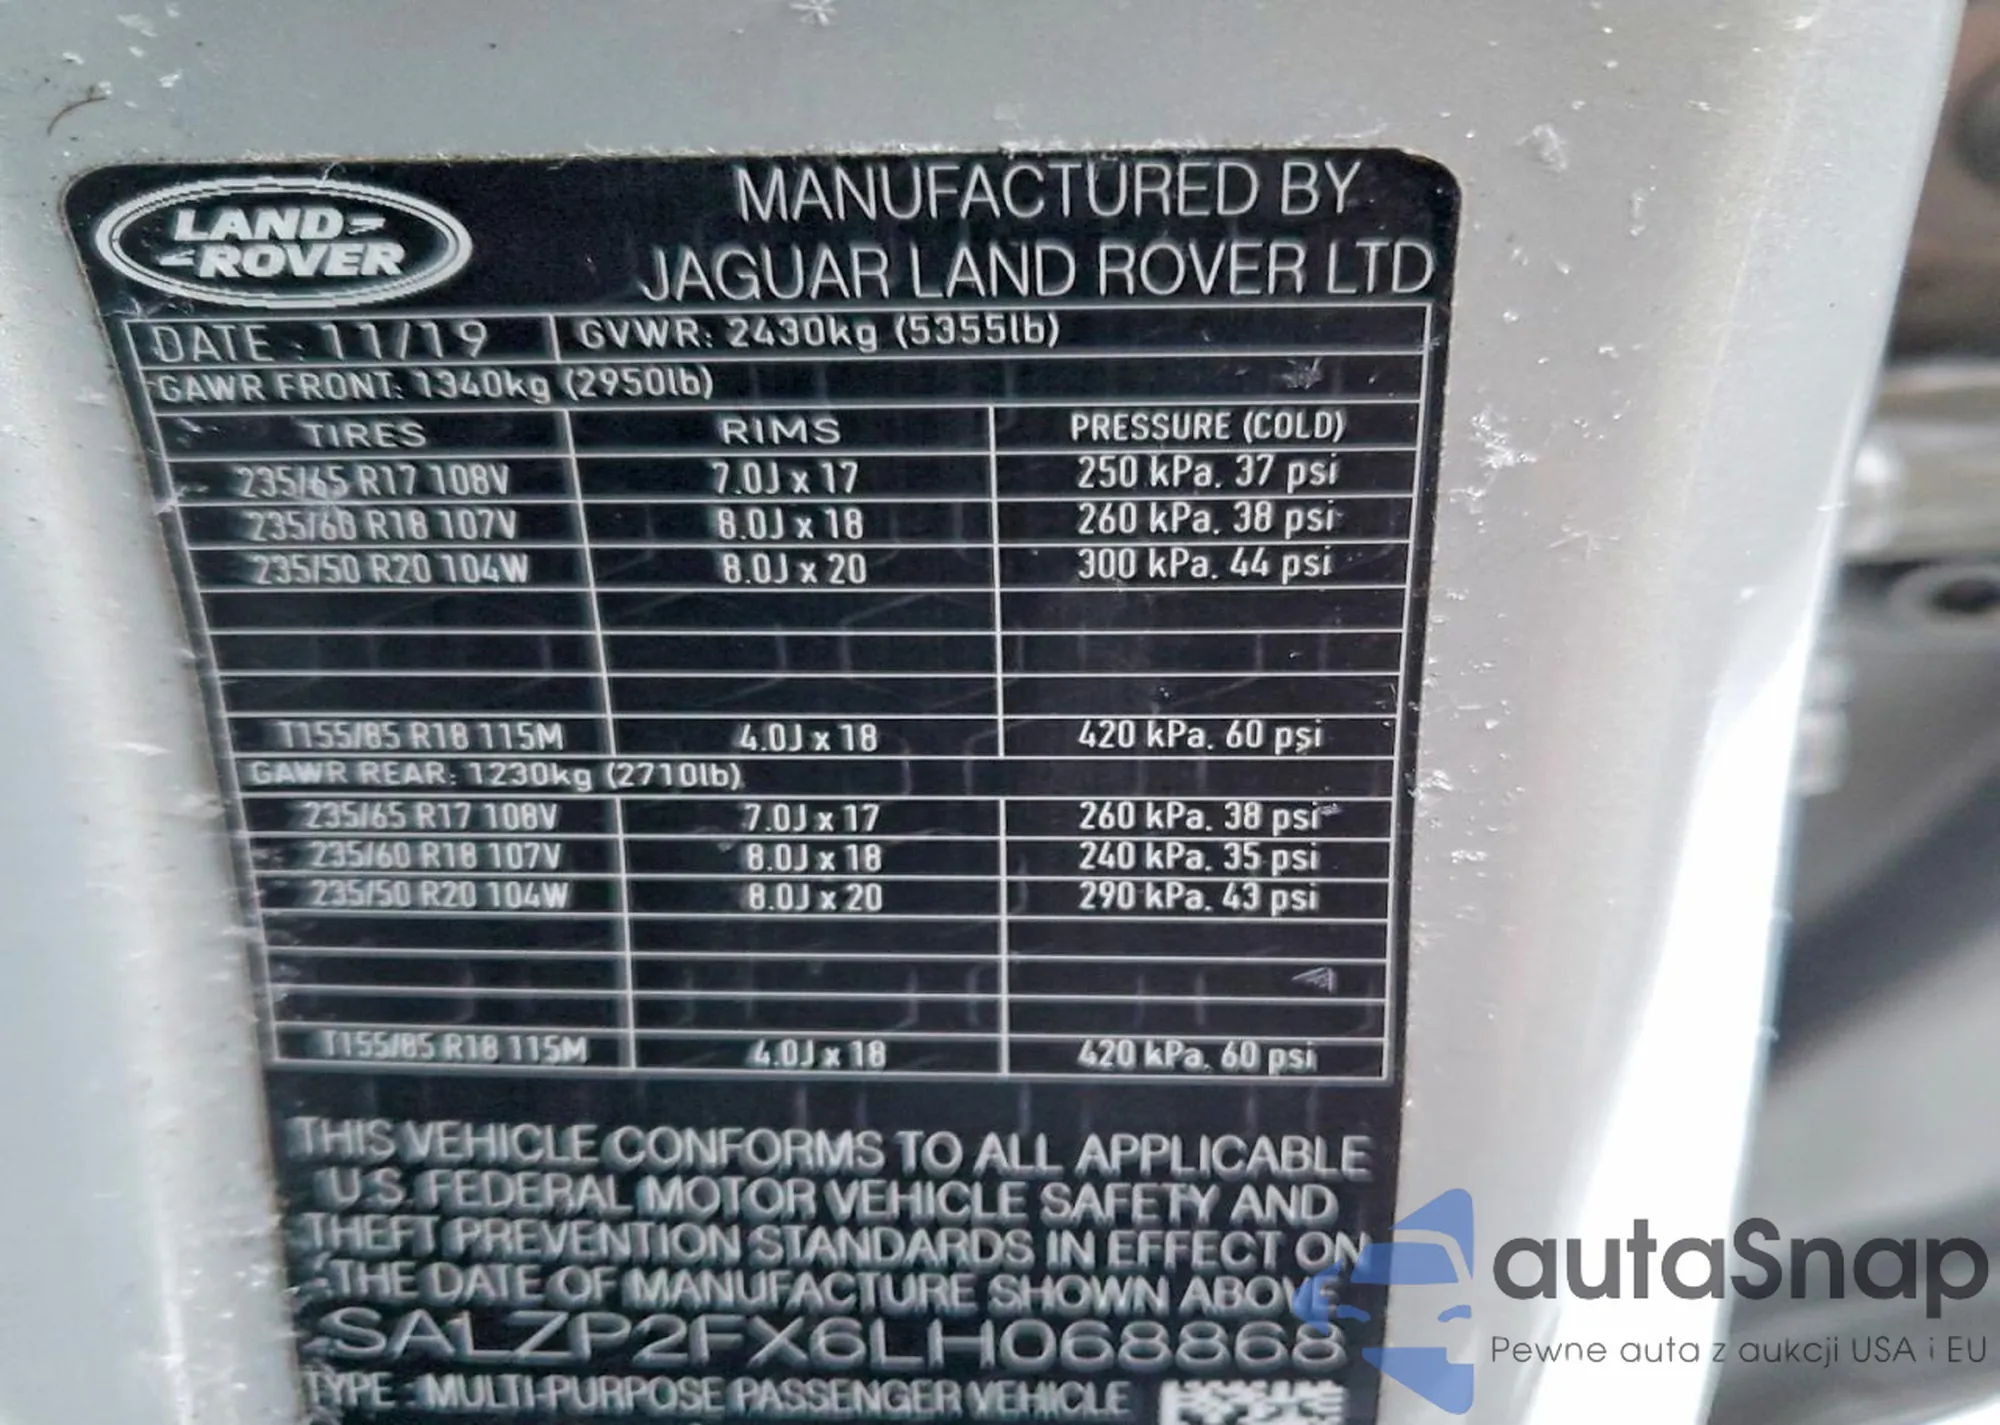 LAND-
-ROVER
MANUFACTURED BY
JAGUAR LAND ROVER LTD
DATE : 11/19 GVWR: 2430kg (5355lb)
GAWR FRONT: 1340kg (2950lb)
TIRES RIMS PRESSURE (COLD)
235/65 R17 108V 7.0J x 17 250 kPa. 37 psi
235/60 R18 107V 8.0J x 18 260 kPa. 38 psi
235/50 R20 104W 8.0J x 20 300 kPa. 44 psi
T155/85 R18 115M 4.0J x 18 420 kPa. 60 psi
GAWR REAR: 1230kg (2710lb)
235/65 R17 108V 7.0J x 17 260 kPa. 38 psi
235/60 R18 107V 8.0J x 18 240 kPa. 35 psi
235/50 R20 104W 8.0J x 20 290 kPa. 43 psi
T155/85 R18 115M 4.0J x 18 420 kPa. 60 psi
THIS VEHICLE CONFORMS TO ALL APPLICABLE
U.S. FEDERAL MOTOR VEHICLE SAFETY AND
THEFT PREVENTION STANDARDS IN EFFECT ON
THE DATE OF MANUFACTURE SHOWN ABOVE
SALZP2FX6LH068868
TYPE : MULTI-PURPOSE PASSENGER VEHICLE
autaSnap
Pewne auta z aukcji USA i EU